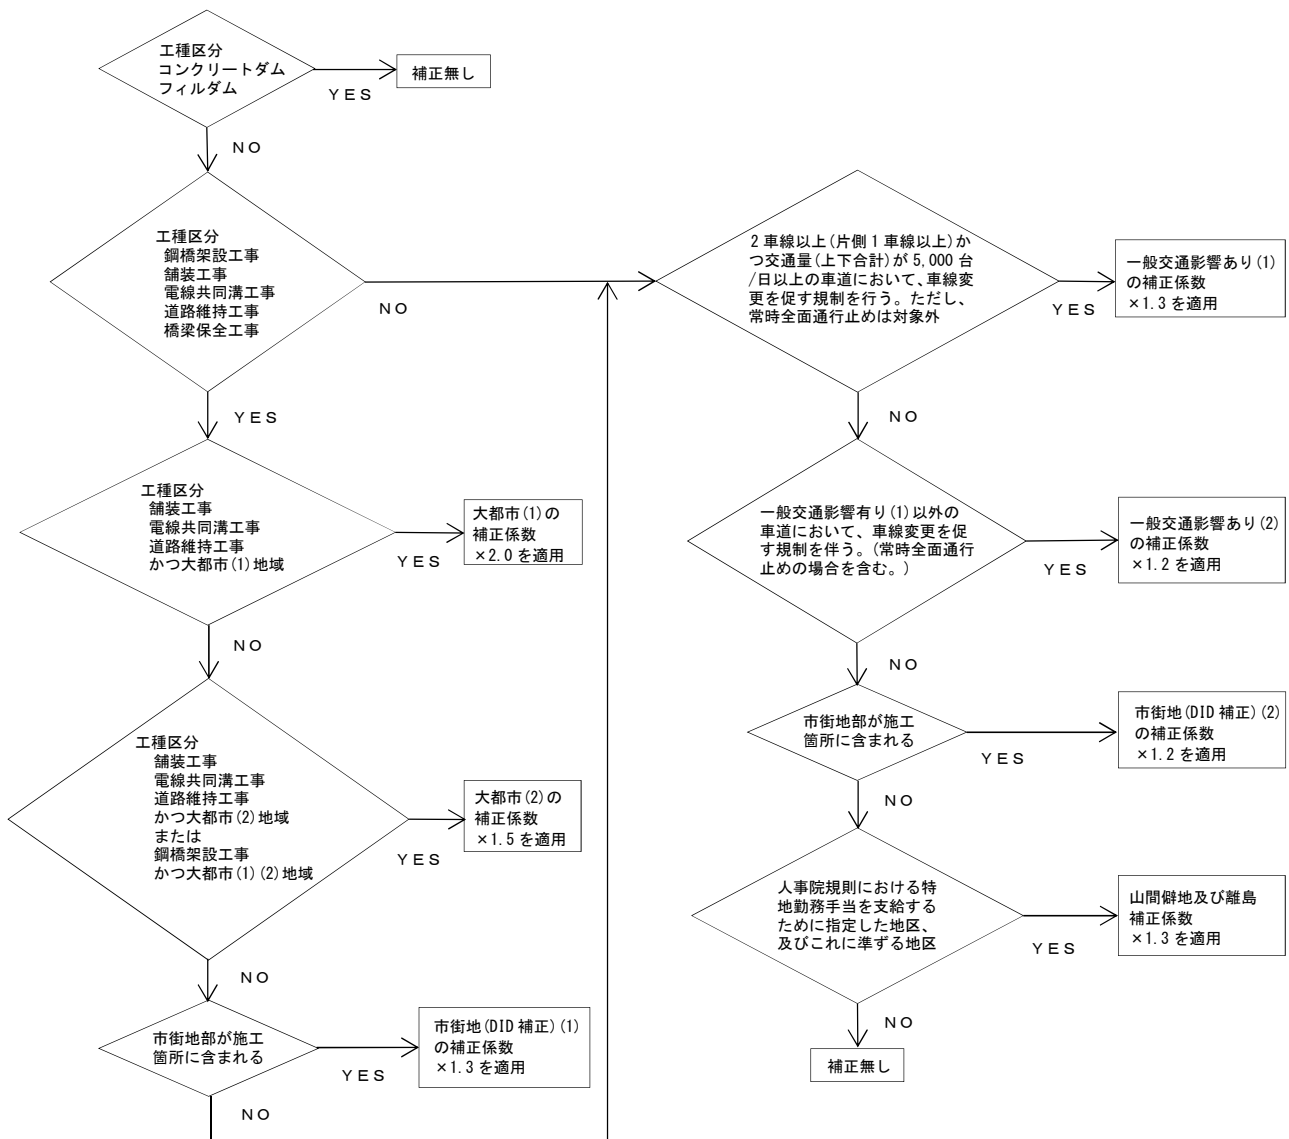 工種区分
コンクリートダム
フィルダム
YES
補正無し
NO
工種区分
鋼橋架設工事
舗装工事
電線共同溝工事
道路維持工事
橋梁保全工事
NO
YES
工種区分
舗装工事
電線共同溝工事
道路維持工事
かつ大都市(1)地域
YES
大都市(1)の
補正係数
×2.0を適用
NO
工種区分
舗装工事
電線共同溝工事
道路維持工事
かつ大都市(2)地域
または
鋼橋架設工事
かつ大都市(1)(2)地域
YES
大都市(2)の
補正係数
×1.5を適用
NO
市街地部が施工
箇所に含まれる
YES
市街地(DID補正)(1)
の補正係数
×1.3を適用
NO
2車線以上(片側1車線以上)か
つ交通量(上下合計)が5,000台
/日以上の車道において、車線変
更を促す規制を行う。ただし、
常時全面通行止めは対象外
YES
一般交通影響あり(1)
の補正係数
×1.3を適用
NO
一般交通影響有り(1)以外の
車道において、車線変更を促
す規制を伴う。(常時全面通行
止めの場合を含む。)
YES
一般交通影響あり(2)
の補正係数
×1.2を適用
NO
市街地部が施工
箇所に含まれる
YES
市街地(DID補正)(2)
の補正係数
×1.2を適用
NO
人事院規則における特
地勤務手当を支給する
ために指定した地区、
及びこれに準ずる地区
YES
山間僻地及び離島
補正係数
×1.3を適用
NO
補正無し